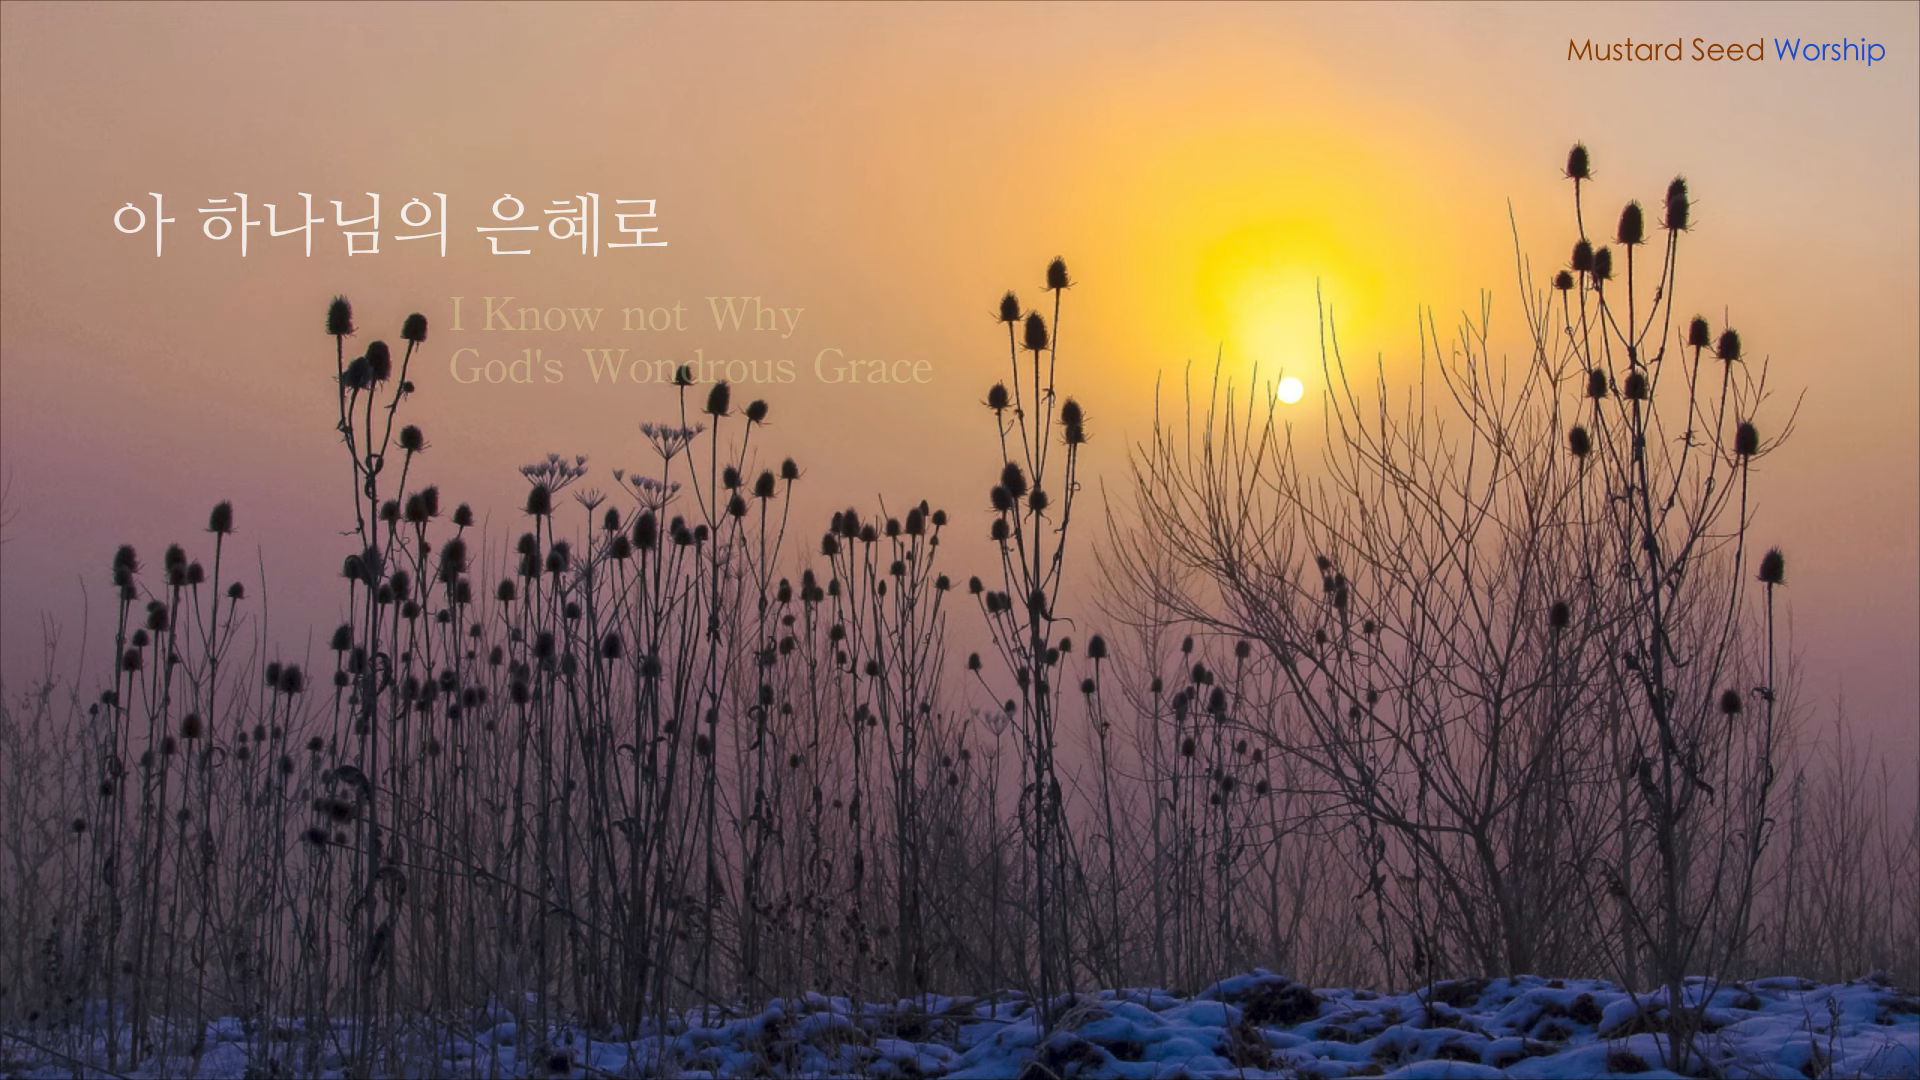 Mustard Seed Worship
아 하나님의 은혜로
I Know not Why
God's Wondrous Grace